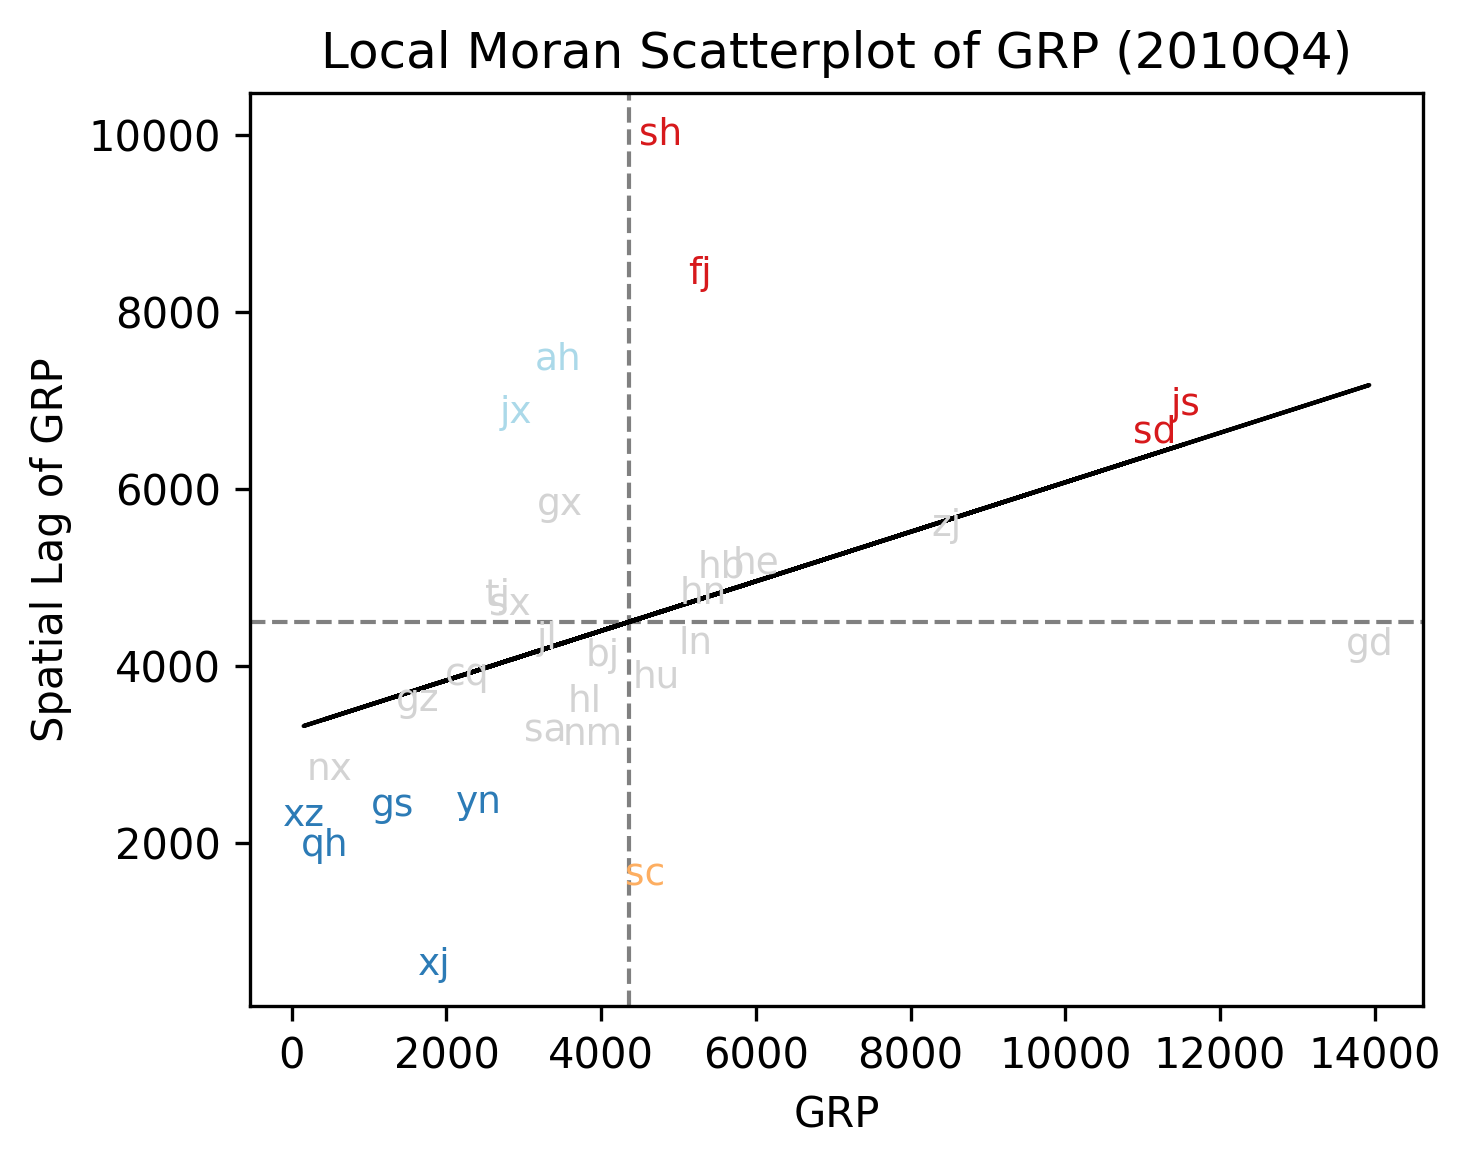 Local Moran Scatterplot of GRP (2010Q4)
10000
8000
6000
4000
2000
Spatial Lag of GRP
sh
fj
ah
jx
js
sd
gx
zj
hb
he
tj
hn
sx
jl
ln
gd
bj
cq
hu
gz
hl
sa
nm
nx
xz
gs
yn
qh
sc
xj
0 2000 4000 6000 8000 10000 12000 14000
GRP